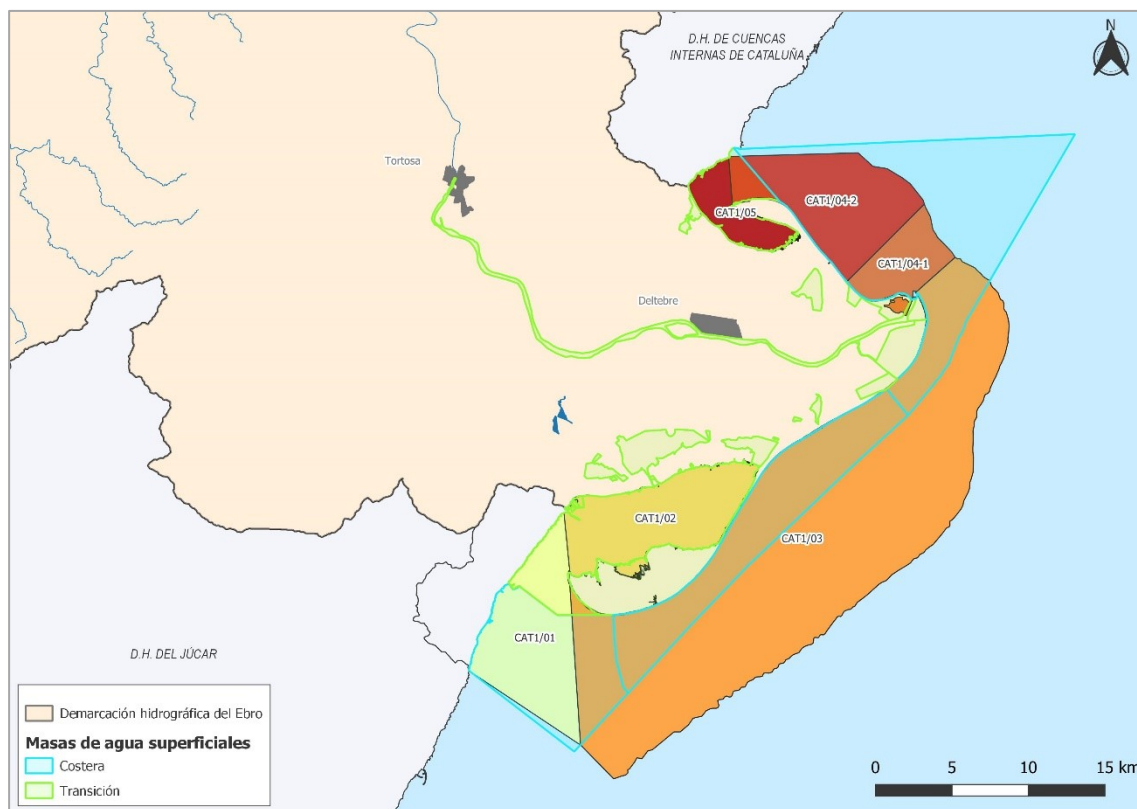 D.H. DE CUENCAS
INTERNAS DE CATALUÑA
N
Tortosa
CAT1/05
CAT1/04-2
CAT1/04-1
Deltebre
CAT1/02
CAT1/03
CAT1/01
D.H. DEL JÚCAR
Demarcación hidrográfica del Ebro
Masas de agua superficiales
Costera
Transición
0 5 10 15 km